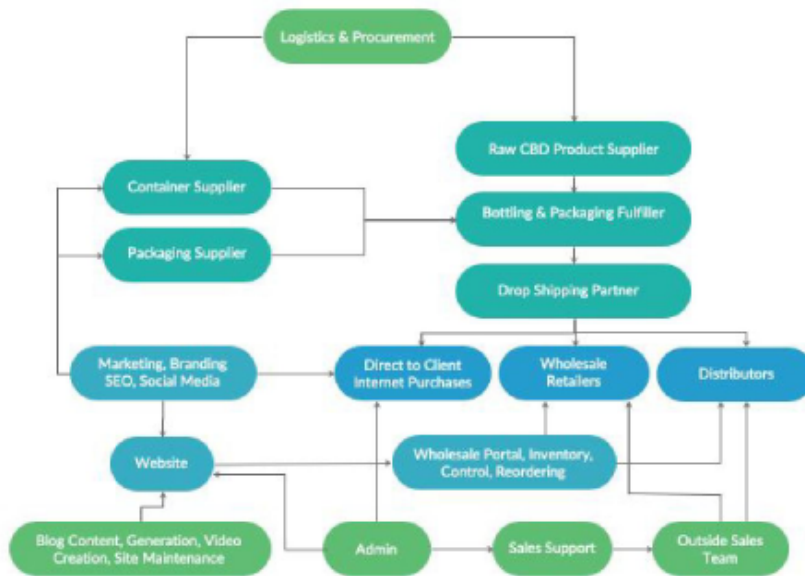 Logistics & Procurement
Raw CBD Product Supplier
Container Supplier
Bottling & Packaging Fulfiller
Packaging Supplier
Drop Shipping Partner
Marketing, Branding
SEO, Social Media
Direct to Client
Internet Purchases
Wholesale
Retailers
Distributors
Website
Wholesale Portal, Inventory,
Control, Reordering
Blog Content, Generation, Video
Creation, Site Maintenance
Admin
Sales Support
Outside Sales
Team